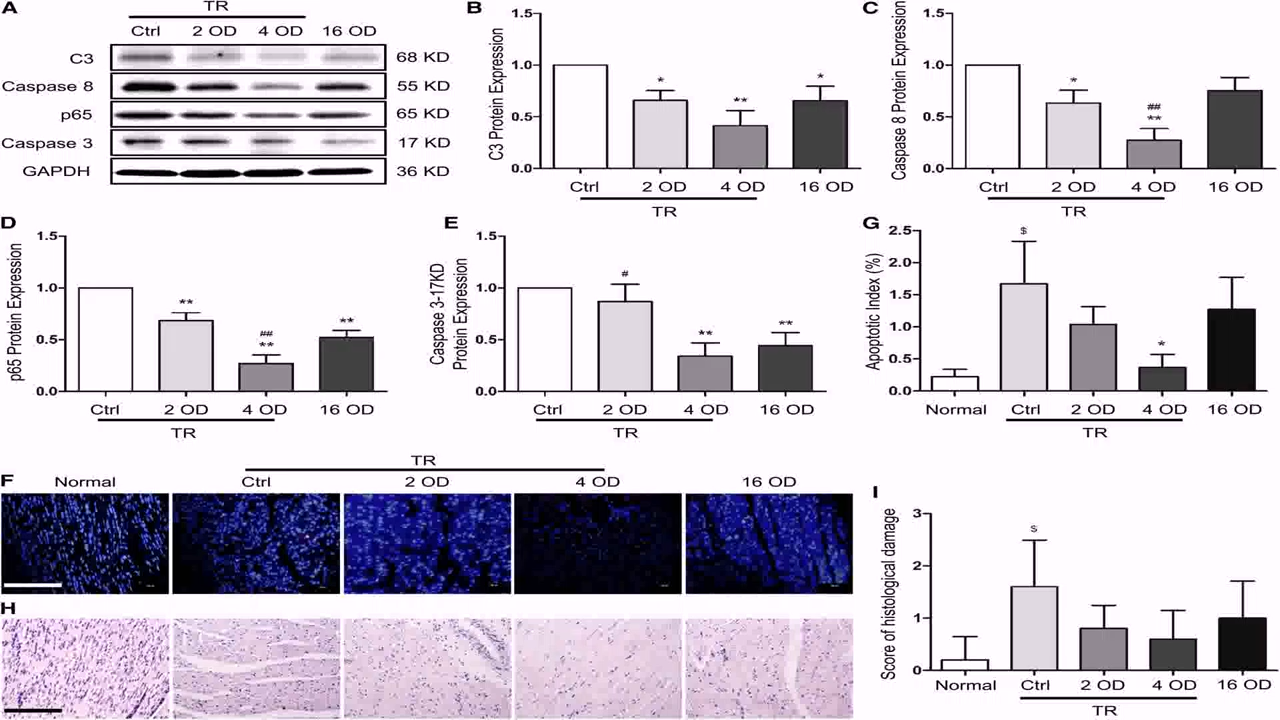 A
TR
Ctrl 2 OD 4 OD 16 OD
C3 68 KD
Caspase 8 55 KD
p65 65 KD
Caspase 3 17 KD
GAPDH 36 KD
B
C3 Protein Expression
1.5
1.0
0.5
0.0
* ** *
Ctrl 2 OD 4 OD 16 OD
TR
C
Caspase 8 Protein Expression
1.5
1.0
0.5
0.0
* ## **
Ctrl 2 OD 4 OD 16 OD
TR
D
p65 Protein Expression
1.5
1.0
0.5
0.0
** ## ** **
Ctrl 2 OD 4 OD 16 OD
TR
E
Caspase 3-17KD
Protein Expression
1.5
1.0
0.5
0.0
# ** **
Ctrl 2 OD 4 OD 16 OD
TR
G
Apoptotic Index (%)
2.5
2.0
1.5
1.0
0.5
0.0
$ *
Normal Ctrl 2 OD 4 OD 16 OD
TR
F
TR
Normal Ctrl 2 OD 4 OD 16 OD
H
I
Score of histological damage
3
2
1
0
$
Normal Ctrl 2 OD 4 OD 16 OD
TR